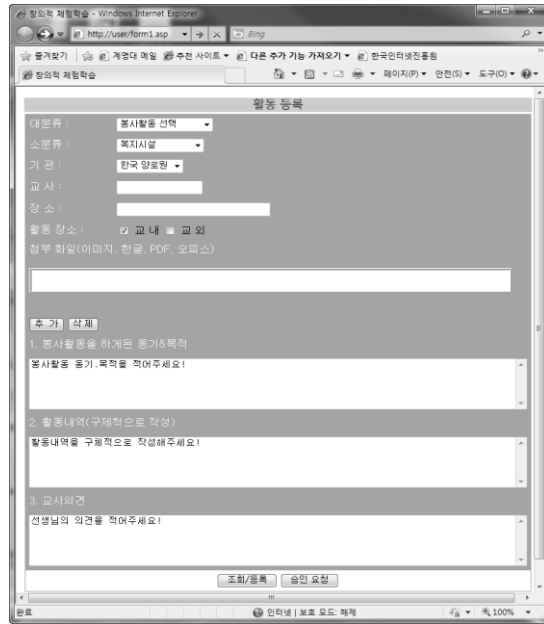 창의적 체험학습 - Windows Internet Explorer
http://user/form1.asp
Bing
즐겨찾기 계명대 메일 추천 사이트 다른 추가 기능 가져오기 한국인터넷진흥원
창의적 체험학습 페이지(P) 안전(S) 도구(O)
활동 등록
대분류 : 봉사활동 선택
소분류 : 복지시설
기 관 : 한국 양로원
교 사 :
장 소 :
활동 장소 : 교 내 교 외
첨부 화일(이미지, 한글, PDF, 오피스)
추 가 삭 제
1. 봉사활동을 하게된 동기&목적
봉사활동 동기.목적을 적어주세요!
2. 활동내역(구체적으로 작성)
활동내역을 구체적으로 작성해주세요!
3. 교사의견
선생님의 의견을 적어주세요!
조회/등록 승인 요청
완료 인터넷 | 보호 모드: 해제 100%